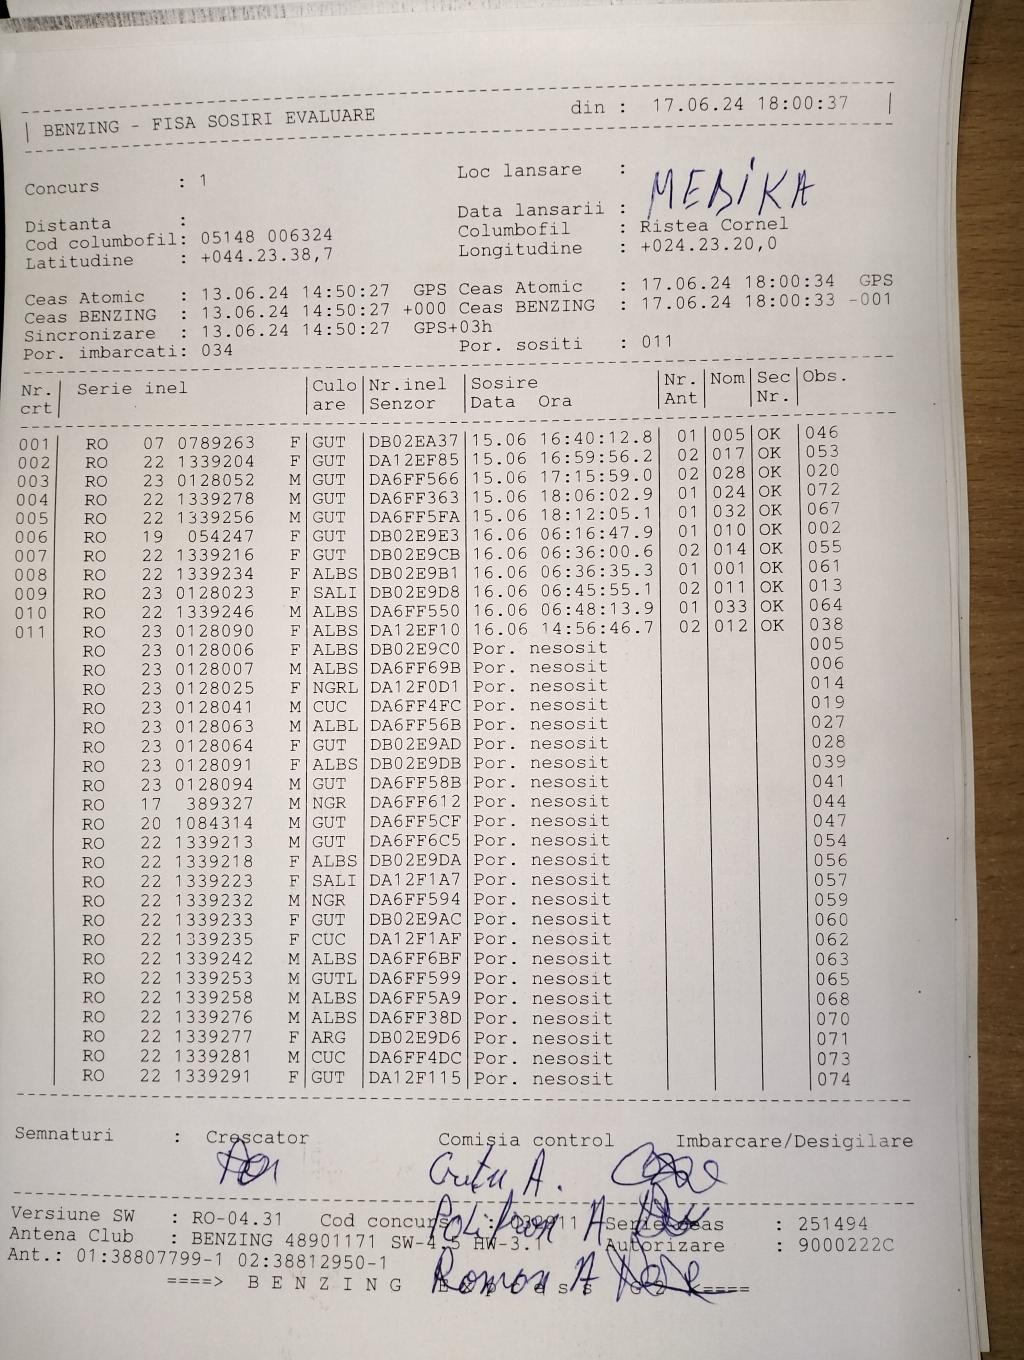 | BENZING - FISA SOSIRI EVALUARE din : 17.06.24 18:00:37 |
Concurs : 1 Loc lansare : MEDIKA
Distanta : Data lansarii :
Cod columbofil: 05148 006324 Columbofil : Ristea Cornel
Latitudine : +044.23.38,7 Longitudine : +024.23.20,0
Ceas Atomic : 13.06.24 14:50:27 GPS Ceas Atomic : 17.06.24 18:00:34 GPS
Ceas BENZING : 13.06.24 14:50:27 +000 Ceas BENZING : 17.06.24 18:00:33 -001
Sincronizare : 13.06.24 14:50:27 GPS+03h
Por. imbarcati: 034 Por. sositi : 011
Nr. | Serie inel | Culo | Nr.inel | Sosire | Nr. | Nom | Sec | Obs.
crt | | are | Senzor | Data Ora | Ant | | Nr. |
001 | RO 07 0789263 F | GUT | DB02EA37 | 15.06 16:40:12.8 | 01 | 005 | OK | 046
002 | RO 22 1339204 F | GUT | DA12EF85 | 15.06 16:59:56.2 | 02 | 017 | OK | 053
003 | RO 23 0128052 M | GUT | DA6FF566 | 15.06 17:15:59.0 | 02 | 028 | OK | 020
004 | RO 22 1339278 M | GUT | DA6FF363 | 15.06 18:06:02.9 | 01 | 024 | OK | 072
005 | RO 22 1339256 M | GUT | DA6FF5FA | 15.06 18:12:05.1 | 01 | 032 | OK | 067
006 | RO 19 054247 F | GUT | DB02E9E3 | 16.06 06:16:47.9 | 01 | 010 | OK | 002
007 | RO 22 1339216 F | GUT | DB02E9CB | 16.06 06:36:00.6 | 02 | 014 | OK | 055
008 | RO 22 1339234 F | ALBS | DB02E9B1 | 16.06 06:36:35.3 | 01 | 001 | OK | 061
009 | RO 23 0128023 F | SALI | DB02E9D8 | 16.06 06:45:55.1 | 02 | 011 | OK | 013
010 | RO 22 1339246 M | ALBS | DA6FF550 | 16.06 06:48:13.9 | 01 | 033 | OK | 064
011 | RO 23 0128090 F | ALBS | DA12EF10 | 16.06 14:56:46.7 | 02 | 012 | OK | 038
RO 23 0128006 F | ALBS | DB02E9C0 | Por. nesosit | 005
RO 23 0128007 M | ALBS | DA6FF69B | Por. nesosit | 006
RO 23 0128025 F | NGRL | DA12F0D1 | Por. nesosit | 014
RO 23 0128041 M | CUC | DA6FF4FC | Por. nesosit | 019
RO 23 0128063 M | ALBL | DA6FF56B | Por. nesosit | 027
RO 23 0128064 F | GUT | DB02E9AD | Por. nesosit | 028
RO 23 0128091 F | ALBS | DB02E9DB | Por. nesosit | 039
RO 23 0128094 M | GUT | DA6FF58B | Por. nesosit | 041
RO 17 389327 M | NGR | DA6FF612 | Por. nesosit | 044
RO 20 1084314 M | GUT | DA6FF5CF | Por. nesosit | 047
RO 22 1339213 M | GUT | DA6FF6C5 | Por. nesosit | 054
RO 22 1339218 F | ALBS | DB02E9DA | Por. nesosit | 056
RO 22 1339223 F | SALI | DA12F1A7 | Por. nesosit | 057
RO 22 1339232 M | NGR | DA6FF594 | Por. nesosit | 059
RO 22 1339233 F | GUT | DB02E9AC | Por. nesosit | 060
RO 22 1339235 F | CUC | DA12F1AF | Por. nesosit | 062
RO 22 1339242 M | ALBS | DA6FF6BF | Por. nesosit | 063
RO 22 1339253 M | GUTL | DA6FF599 | Por. nesosit | 065
RO 22 1339258 M | ALBS | DA6FF5A9 | Por. nesosit | 068
RO 22 1339276 M | ALBS | DA6FF38D | Por. nesosit | 070
RO 22 1339277 F | ARG | DB02E9D6 | Por. nesosit | 071
RO 22 1339281 M | CUC | DA6FF4DC | Por. nesosit | 073
RO 22 1339291 F | GUT | DA12F115 | Por. nesosit | 074
Semnaturi : Crescator Comisia control Imbarcare/Desigilare
Cretu A.
Versiune SW : RO-04.31 Cod concurs : Serie ceas : 251494
Antena Club : BENZING 48901171 SW-4.5 HW-3.1 Autorizare : 9000222C
Ant.: 01:38807799-1 02:38812950-1
Roman A
====> B E N Z I N G <====